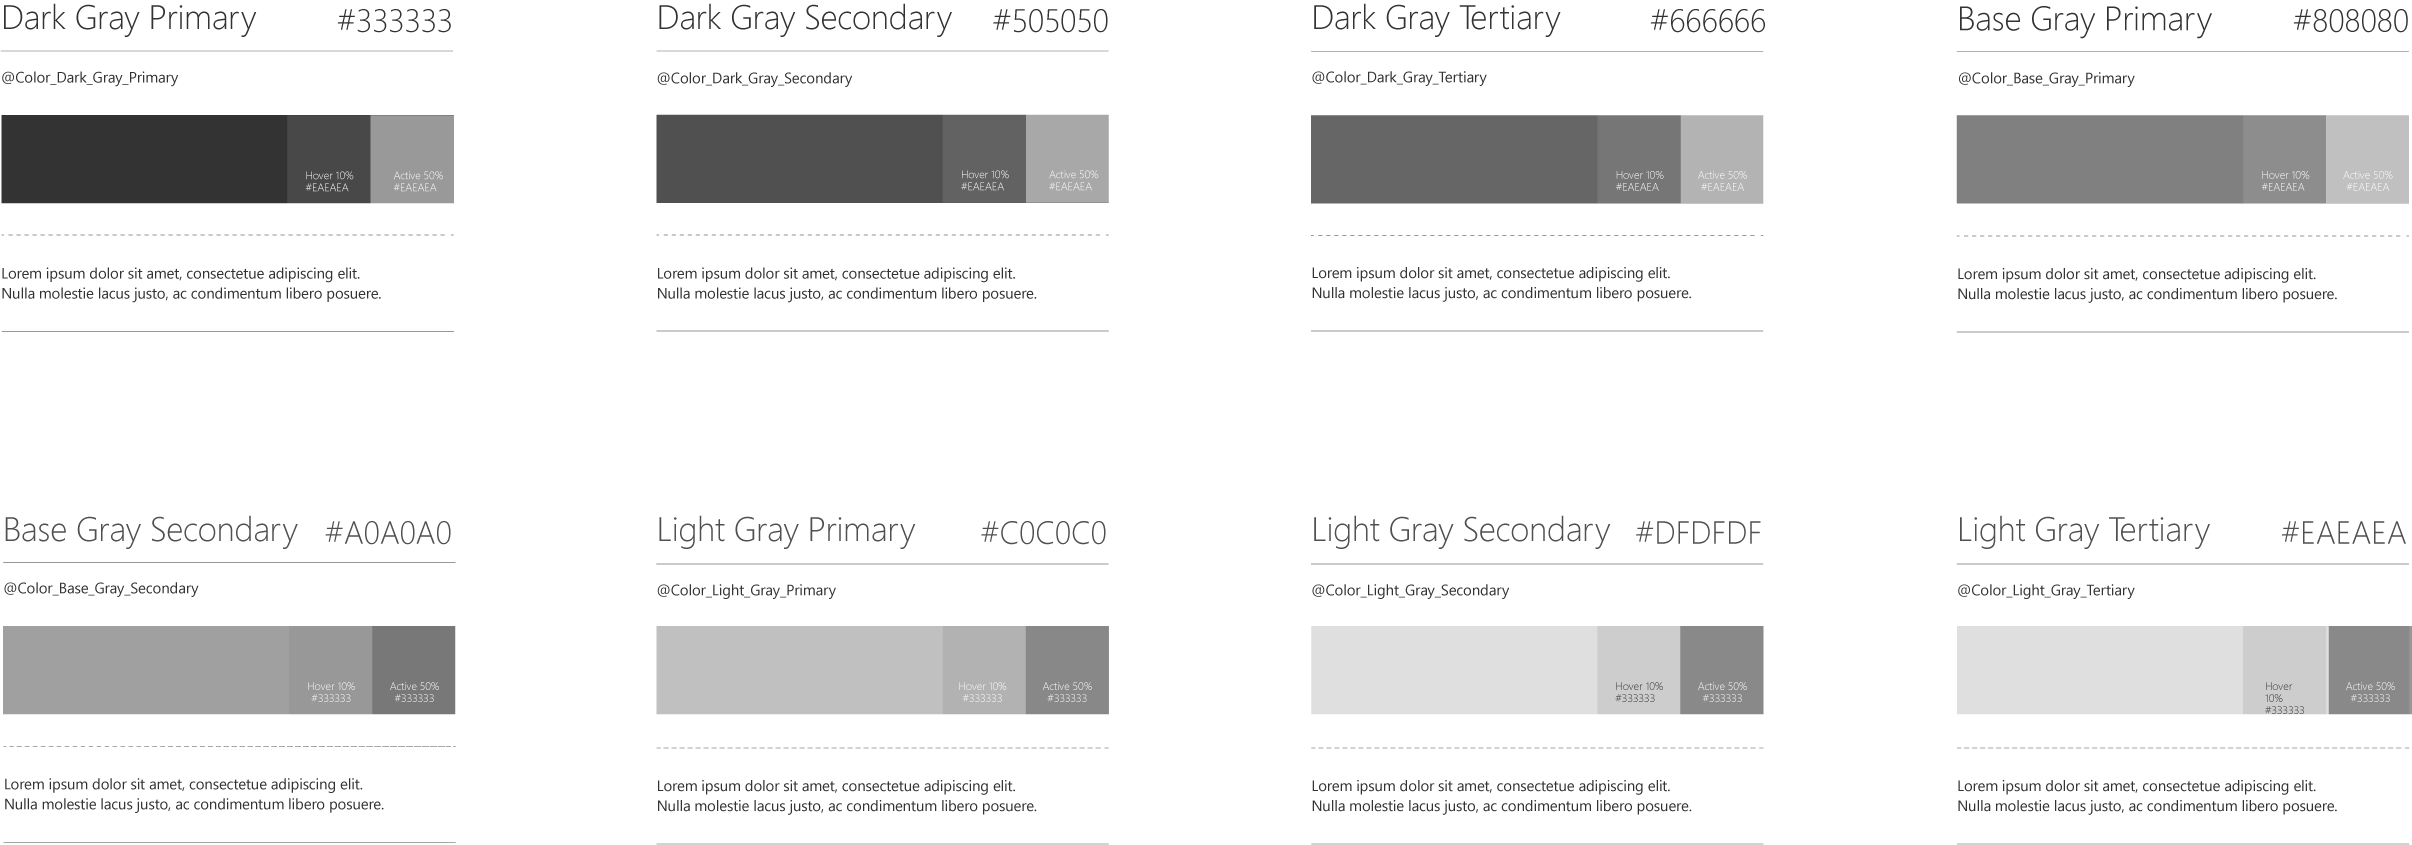 Dark Gray Primary #333333
@Color_Dark_Gray_Primary
Hover 10%
#EAEAEA
Active 50%
#EAEAEA
Lorem ipsum dolor sit amet, consectetue adipiscing elit.
Nulla molestie lacus justo, ac condimentum libero posuere.
Dark Gray Secondary #505050
@Color_Dark_Gray_Secondary
Hover 10%
#EAEAEA
Active 50%
#EAEAEA
Lorem ipsum dolor sit amet, consectetue adipiscing elit.
Nulla molestie lacus justo, ac condimentum libero posuere.
Dark Gray Tertiary #666666
@Color_Dark_Gray_Tertiary
Hover 10%
#EAEAEA
Active 50%
#EAEAEA
Lorem ipsum dolor sit amet, consectetue adipiscing elit.
Nulla molestie lacus justo, ac condimentum libero posuere.
Base Gray Primary #808080
@Color_Base_Gray_Primary
Hover 10%
#EAEAEA
Active 50%
#EAEAEA
Lorem ipsum dolor sit amet, consectetue adipiscing elit.
Nulla molestie lacus justo, ac condimentum libero posuere.
Base Gray Secondary #A0A0A0
@Color_Base_Gray_Secondary
Hover 10%
#333333
Active 50%
#333333
Lorem ipsum dolor sit amet, consectetue adipiscing elit.
Nulla molestie lacus justo, ac condimentum libero posuere.
Light Gray Primary #C0C0C0
@Color_Light_Gray_Primary
Hover 10%
#333333
Active 50%
#333333
Lorem ipsum dolor sit amet, consectetue adipiscing elit.
Nulla molestie lacus justo, ac condimentum libero posuere.
Light Gray Secondary #DFDFDF
@Color_Light_Gray_Secondary
Hover 10%
#333333
Active 50%
#333333
Lorem ipsum dolor sit amet, consectetue adipiscing elit.
Nulla molestie lacus justo, ac condimentum libero posuere.
Light Gray Tertiary #EAEAEA
@Color_Light_Gray_Tertiary
Hover
10%
#333333
Active 50%
#333333
Lorem ipsum dolor sit amet, consectetue adipiscing elit.
Nulla molestie lacus justo, ac condimentum libero posuere.